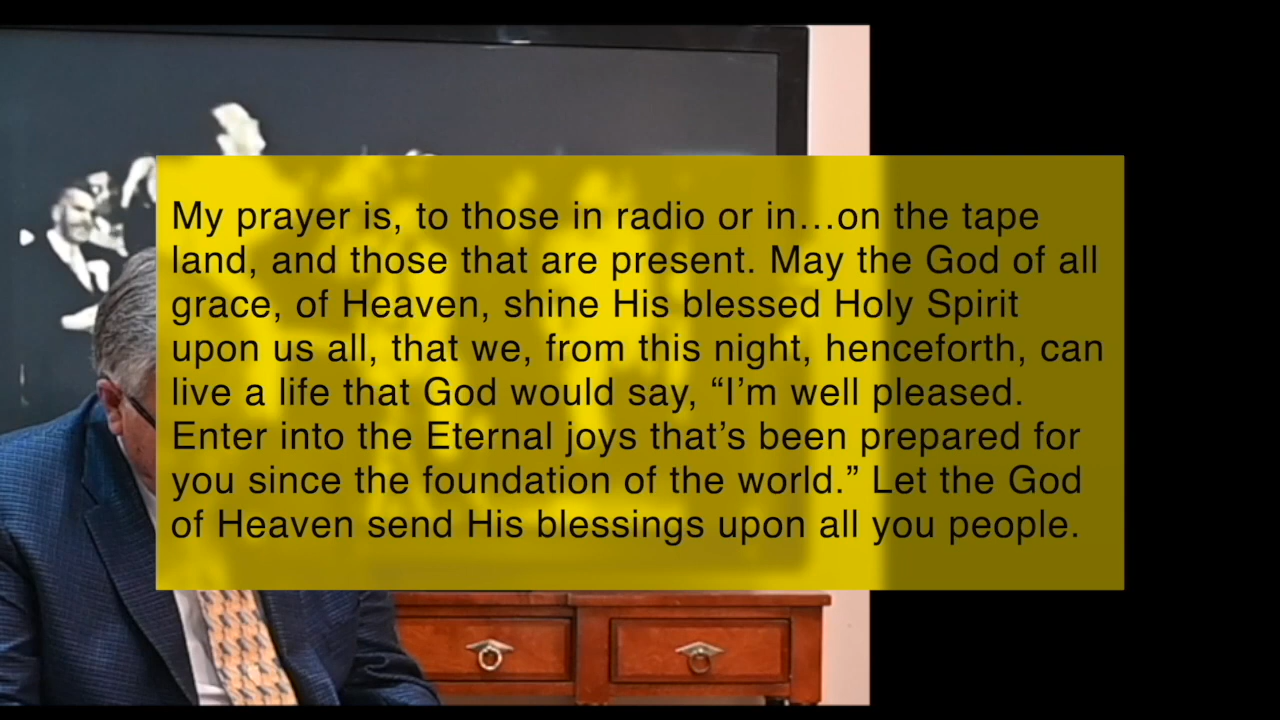 My prayer is, to those in radio or in…on the tape
land, and those that are present. May the God of all
grace, of Heaven, shine His blessed Holy Spirit
upon us all, that we, from this night, henceforth, can
live a life that God would say, “I’m well pleased.
Enter into the Eternal joys that’s been prepared for
you since the foundation of the world.” Let the God
of Heaven send His blessings upon all you people.